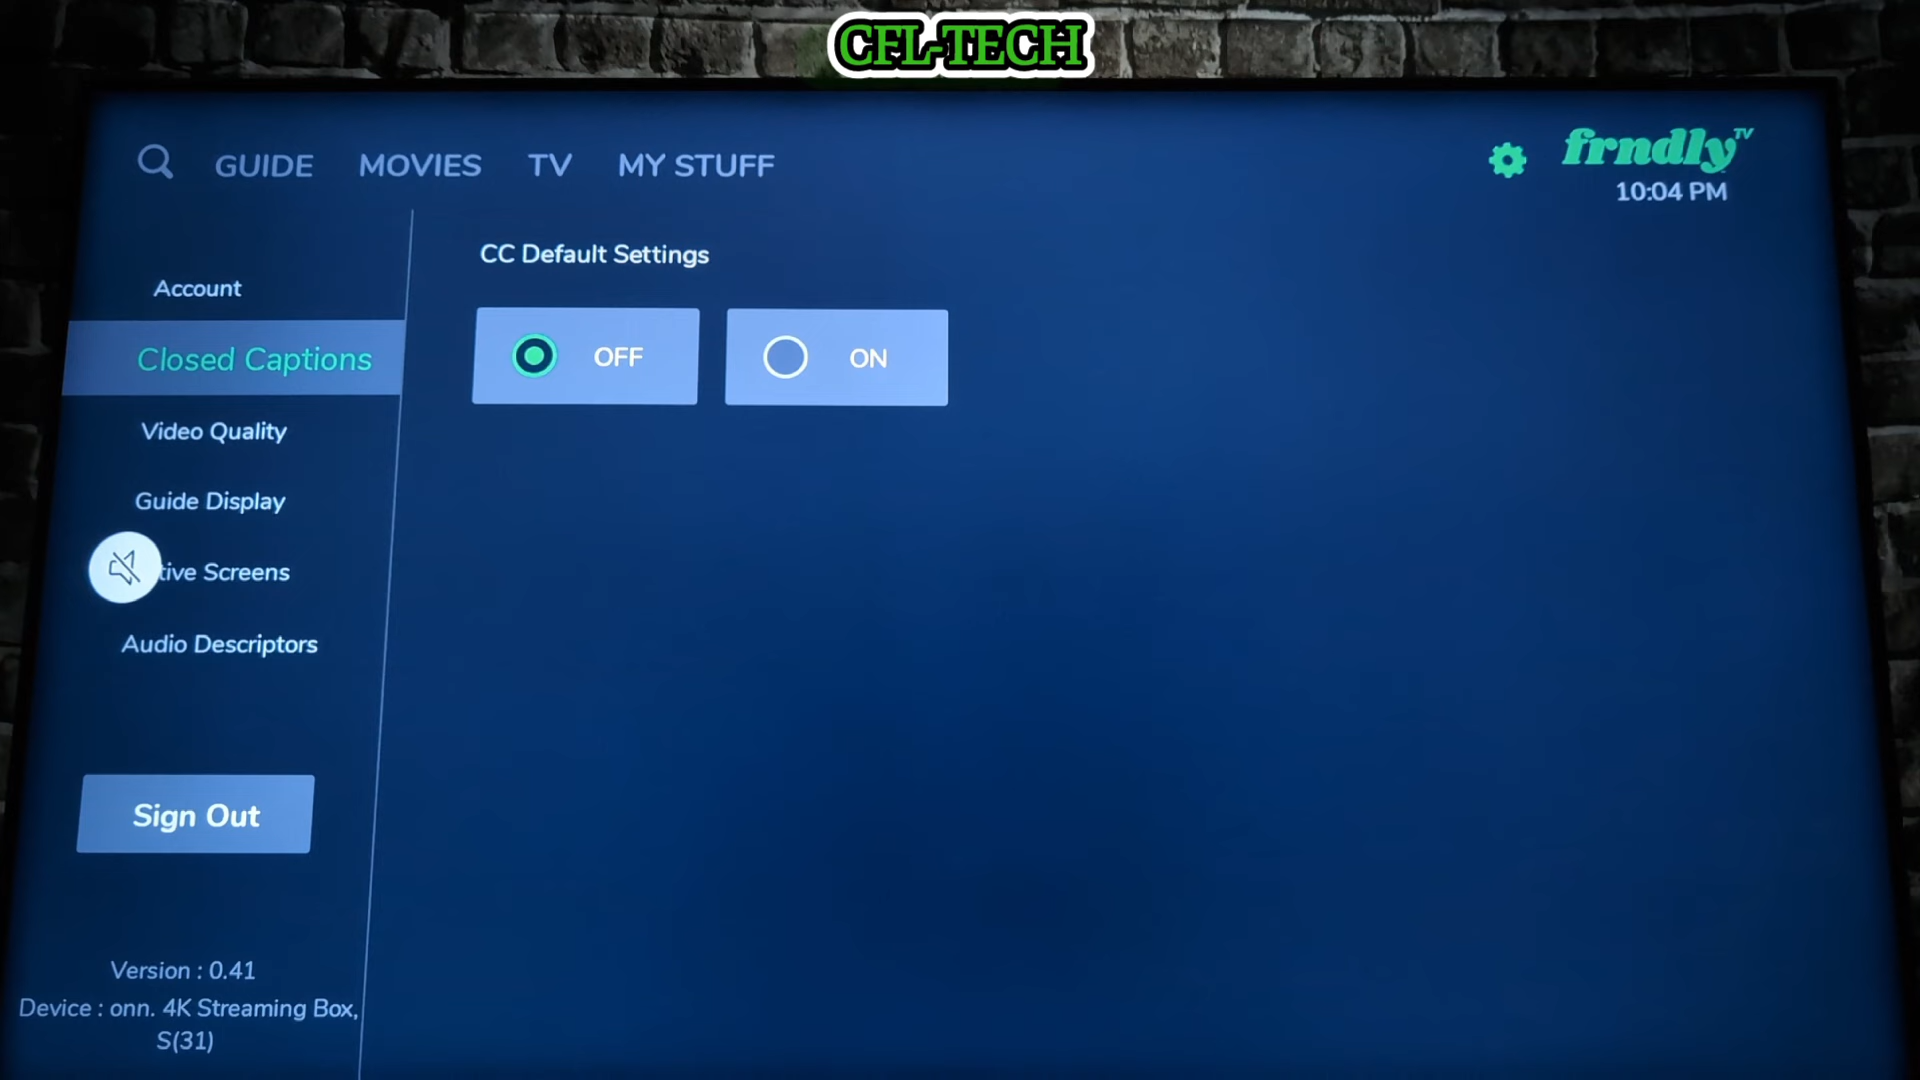 CFL-TECH
GUIDE MOVIES TV MY STUFF
frndly TV
10:04 PM
CC Default Settings
Account
OFF ON
Closed Captions
Video Quality
Guide Display
tive Screens
Audio Descriptors
Sign Out
Version : 0.41
Device : onn. 4K Streaming Box,
S(31)